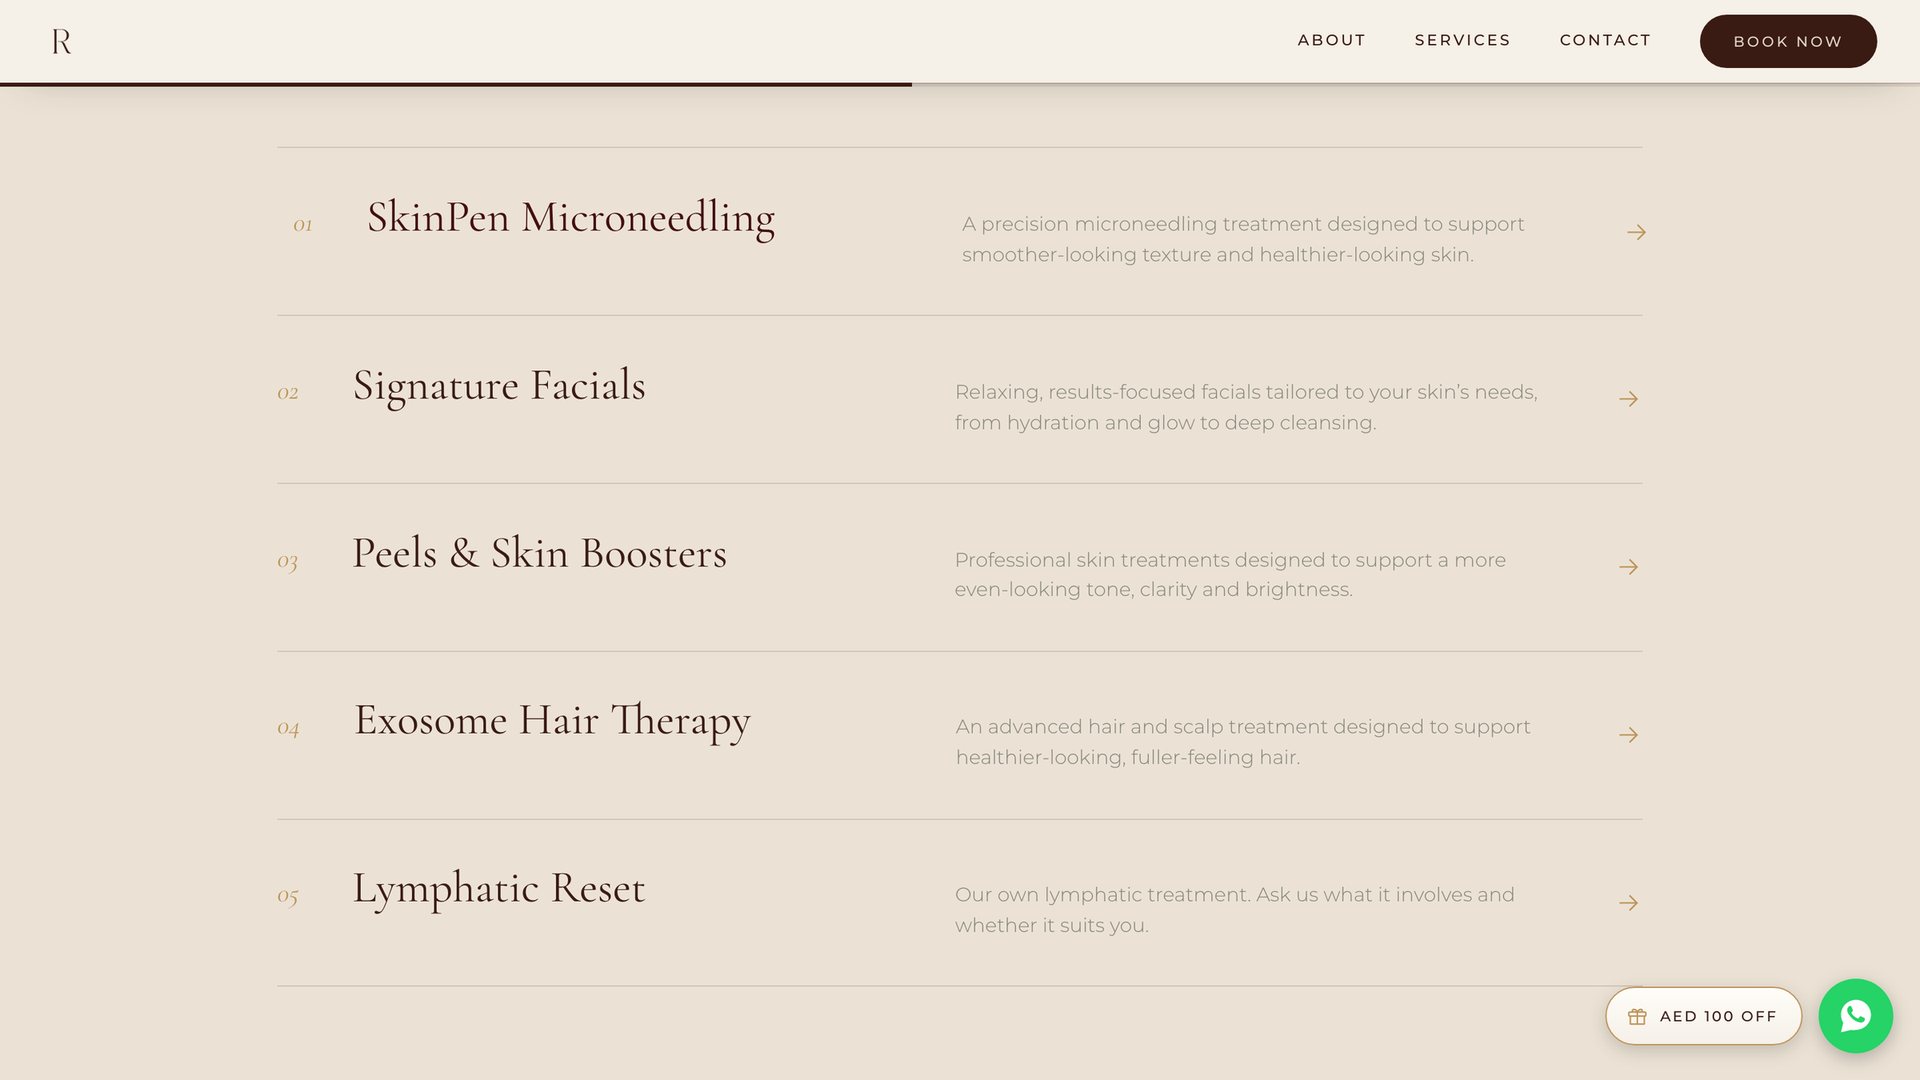 R
ABOUT
SERVICES
CONTACT
BOOK NOW
01
SkinPen Microneedling
A precision microneedling treatment designed to support
smoother-looking texture and healthier-looking skin.
02
Signature Facials
Relaxing, results-focused facials tailored to your skin’s needs,
from hydration and glow to deep cleansing.
03
Peels & Skin Boosters
Professional skin treatments designed to support a more
even-looking tone, clarity and brightness.
04
Exosome Hair Therapy
An advanced hair and scalp treatment designed to support
healthier-looking, fuller-feeling hair.
05
Lymphatic Reset
Our own lymphatic treatment. Ask us what it involves and
whether it suits you.
AED 100 OFF